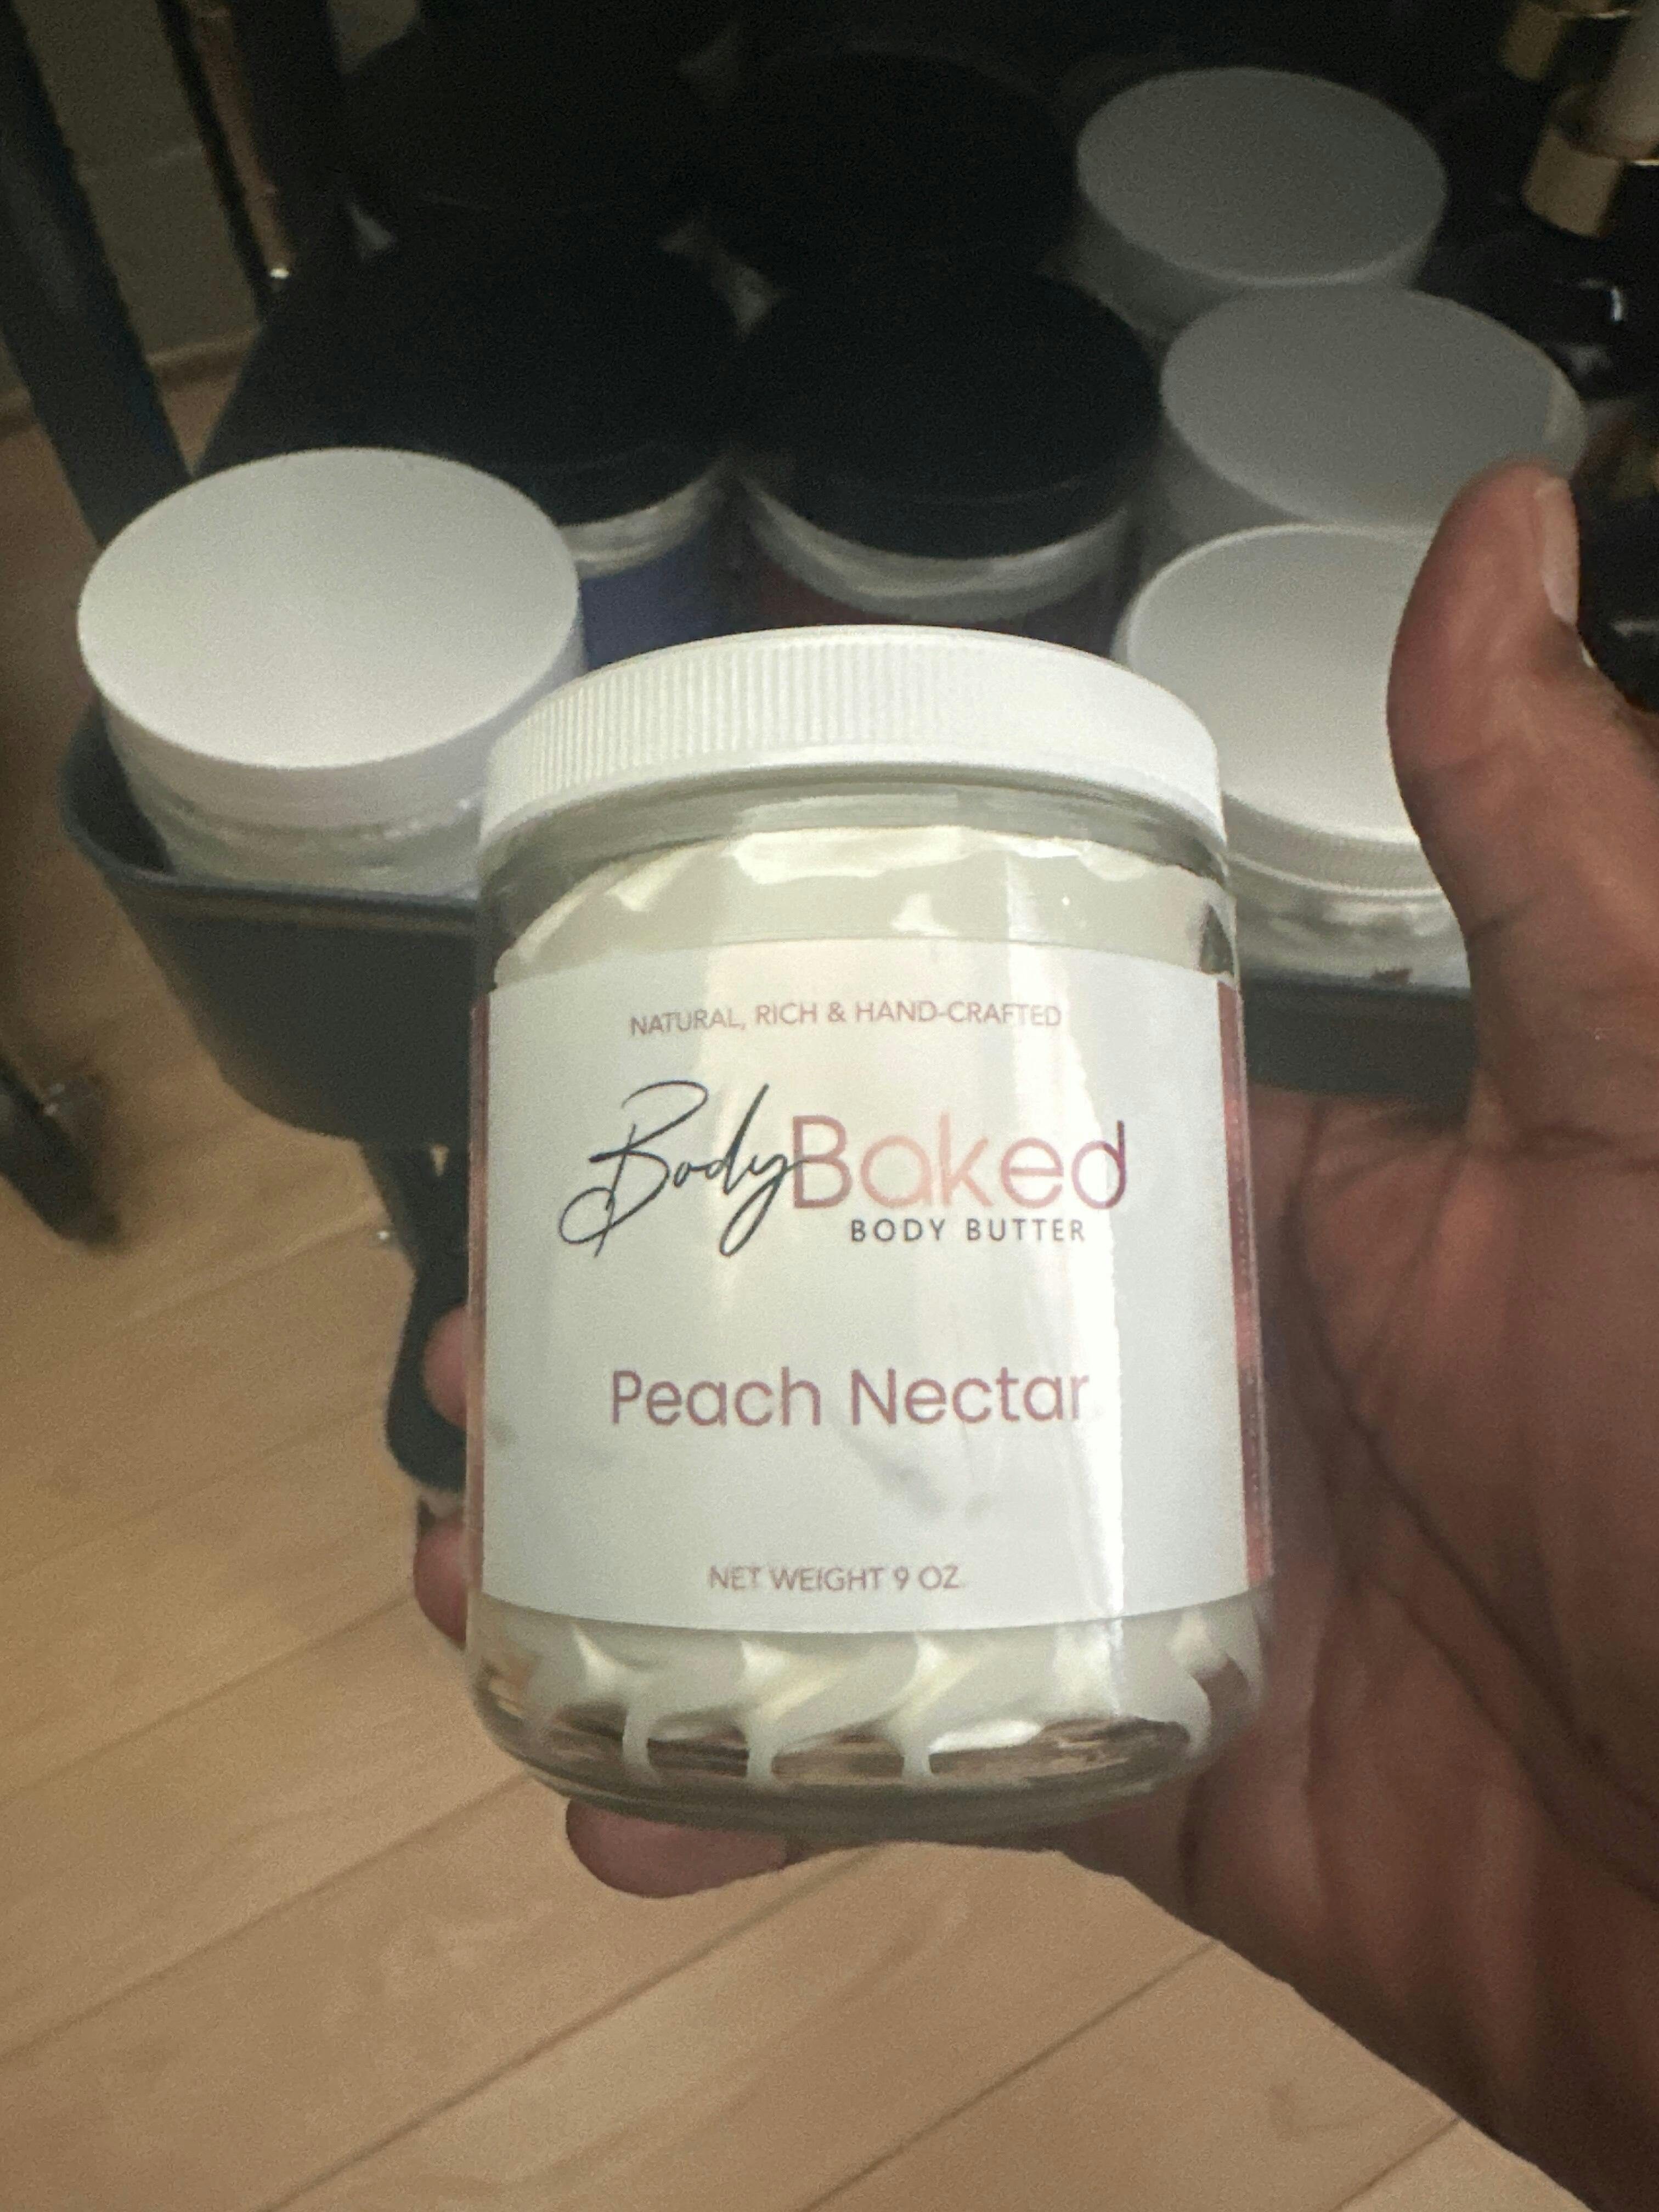 NATURAL, RICH & HAND-CRAFTED
BodyBaked
BODY BUTTER
Peach Nectar
NET WEIGHT 9 OZ